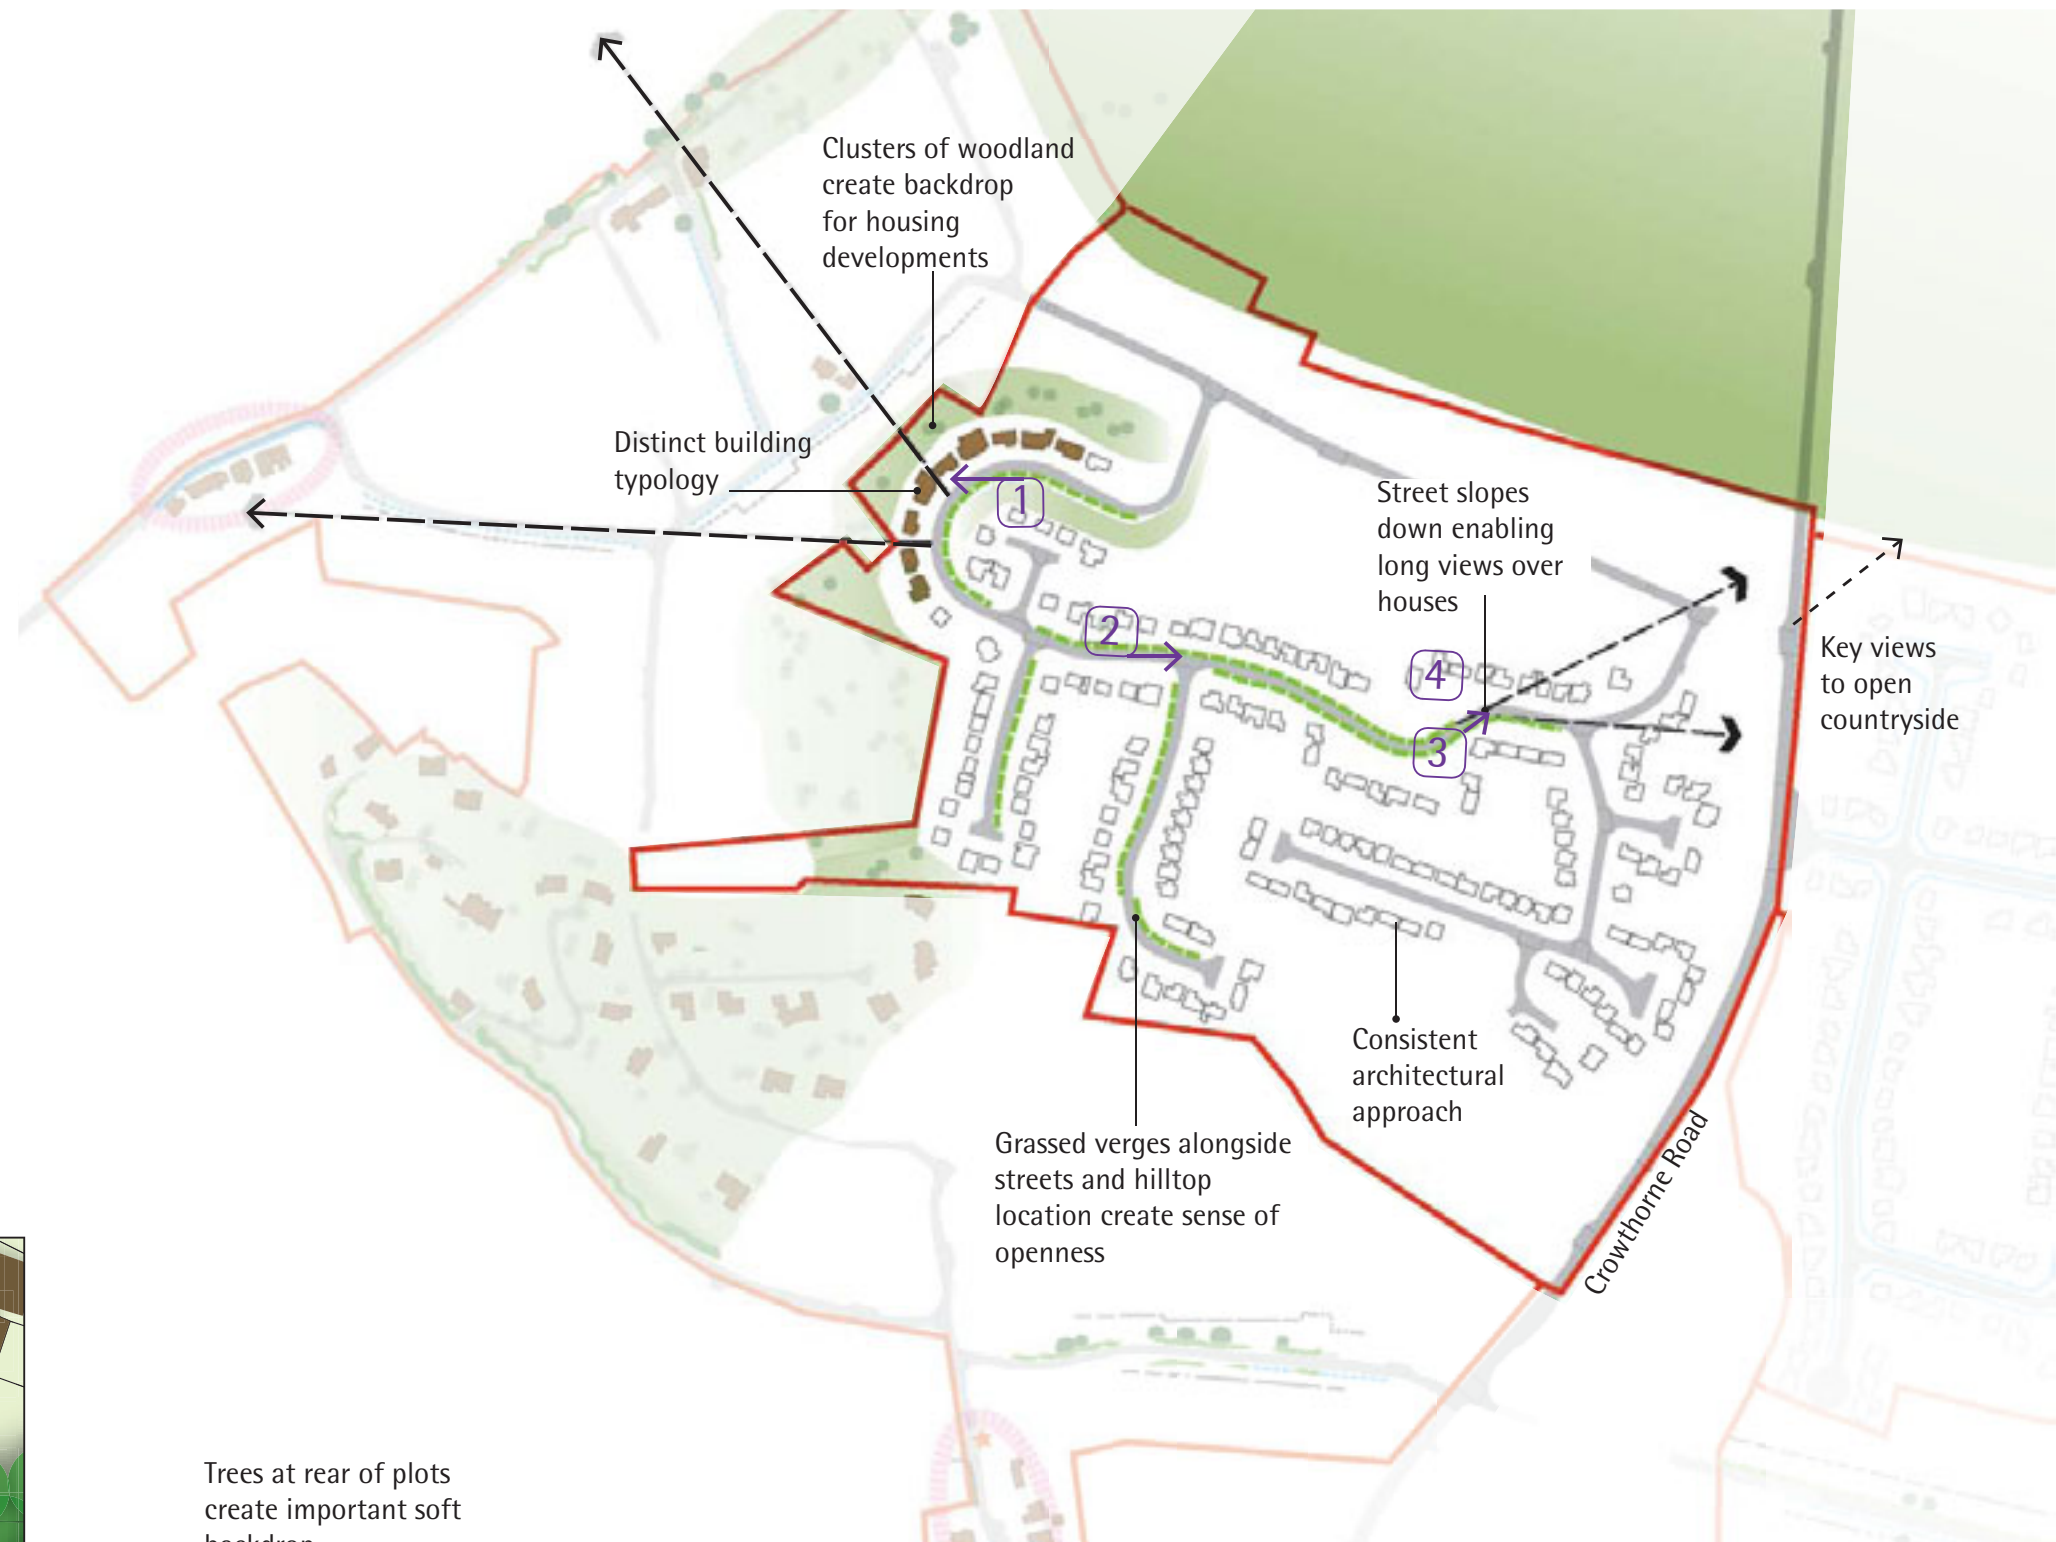 Clusters of woodland
create backdrop
for housing
developments
Distinct building
typology
1
Street slopes
down enabling
long views over
houses
2
4
3
Key views
to open
countryside
Consistent
architectural
approach
Grassed verges alongside
streets and hilltop
location create sense of
openness
Crowthorne Road
Trees at rear of plots
create important soft
backdrop